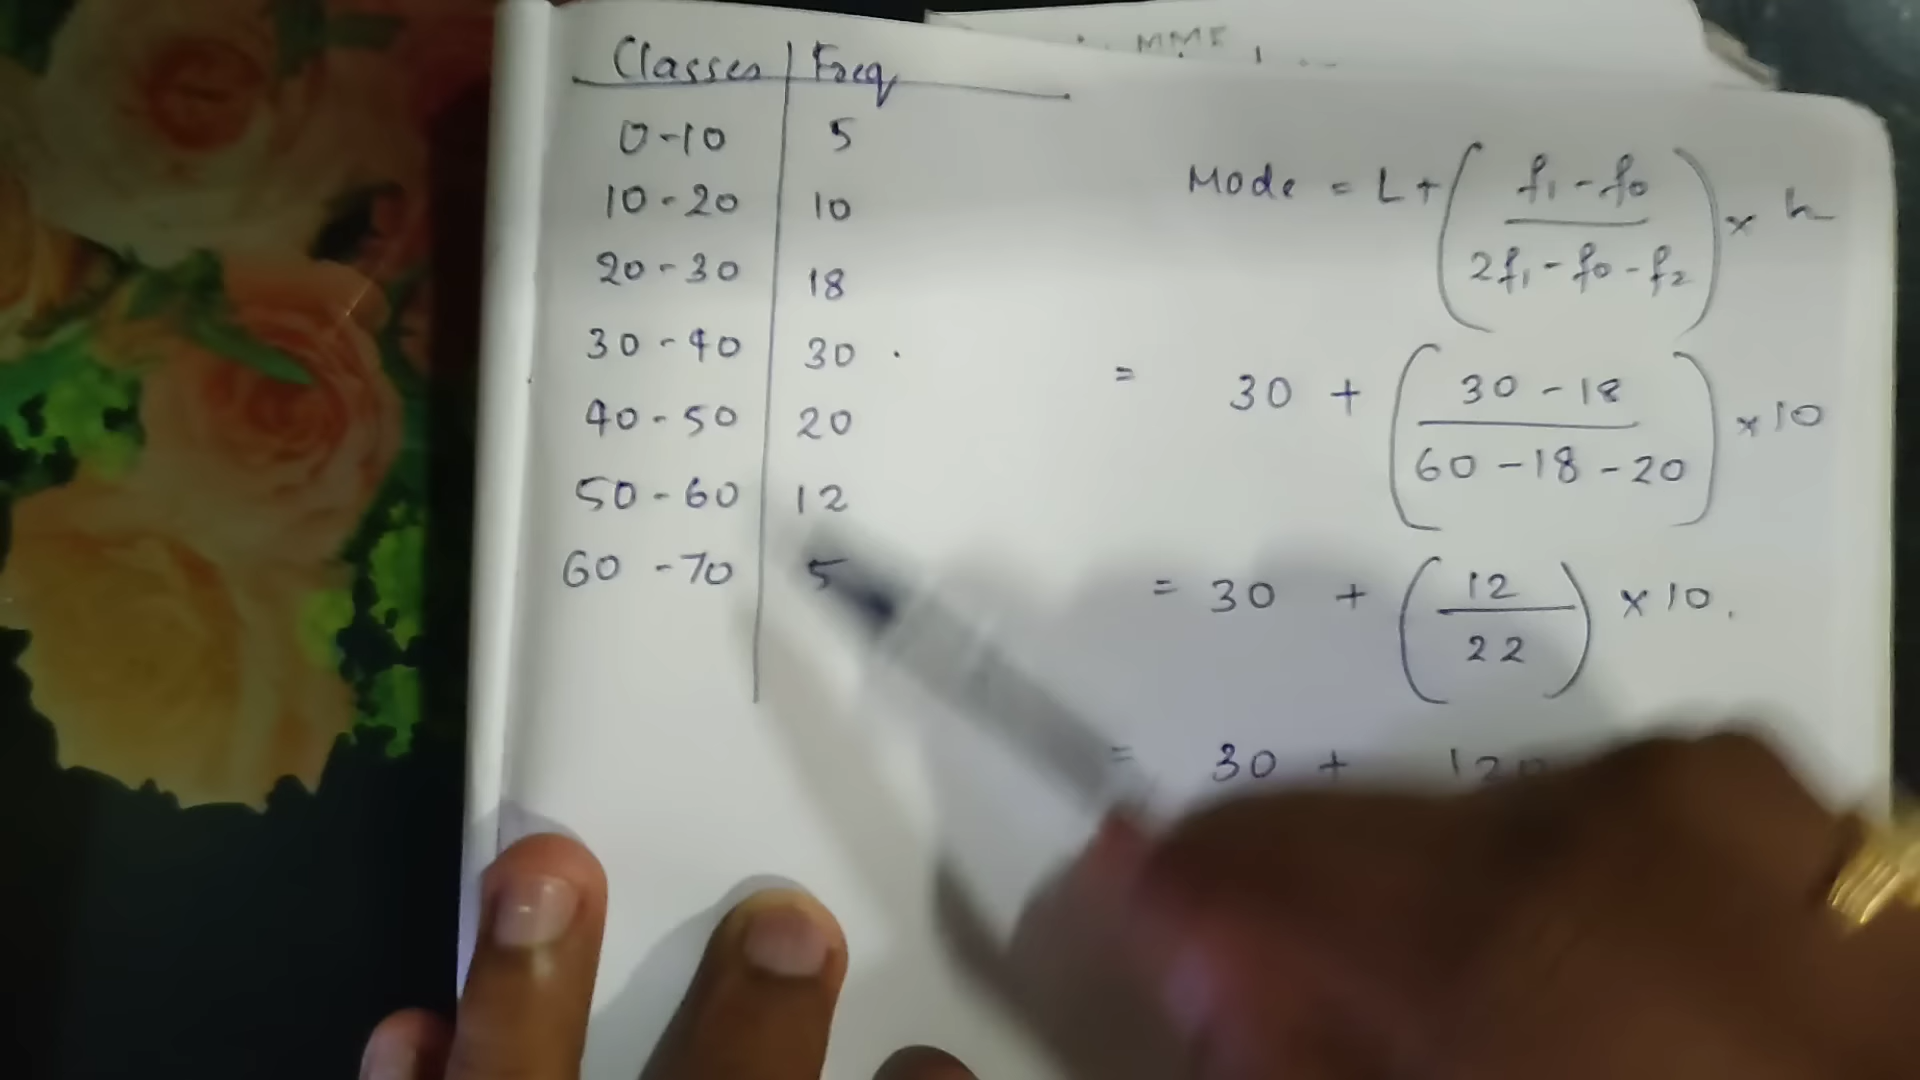 MME
Classes Freq
0-10 5
10-20 10
20-30 18
30-40 30 .
40-50 20
50-60 12
60-70 5
Mode = L + ( f1 - f0 / 2f1 - f0 - f2 ) × h
= 30 + ( 30 - 18 / 60 - 18 - 20 ) × 10
= 30 + ( 12 / 22 ) × 10.
= 30 + 120